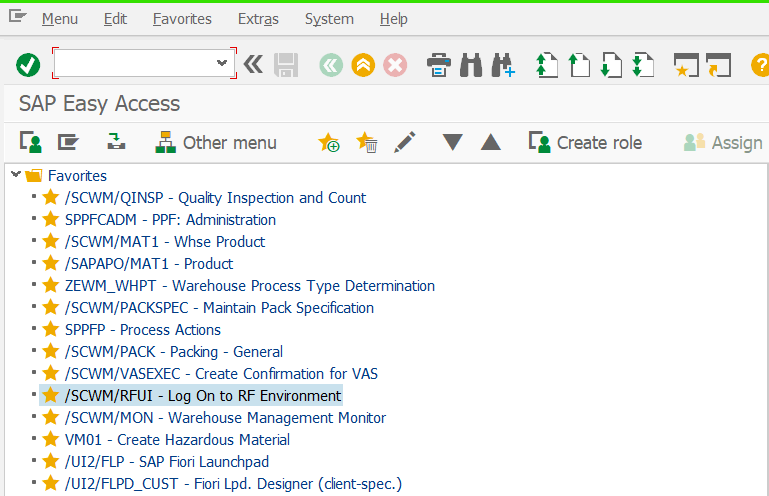 Menu Edit Favorites Extras System Help
SAP Easy Access
Other menu Create role Assign
Favorites
/SCWM/QINSP - Quality Inspection and Count
SPPFCADM - PPF: Administration
/SCWM/MAT1 - Whse Product
/SAPAPO/MAT1 - Product
ZEWM_WHPT - Warehouse Process Type Determination
/SCWM/PACKSPEC - Maintain Pack Specification
SPPFP - Process Actions
/SCWM/PACK - Packing - General
/SCWM/VASEXEC - Create Confirmation for VAS
/SCWM/RFUI - Log On to RF Environment
/SCWM/MON - Warehouse Management Monitor
VM01 - Create Hazardous Material
/UI2/FLP - SAP Fiori Launchpad
/UI2/FLPD_CUST - Fiori Lpd. Designer (client-spec.)